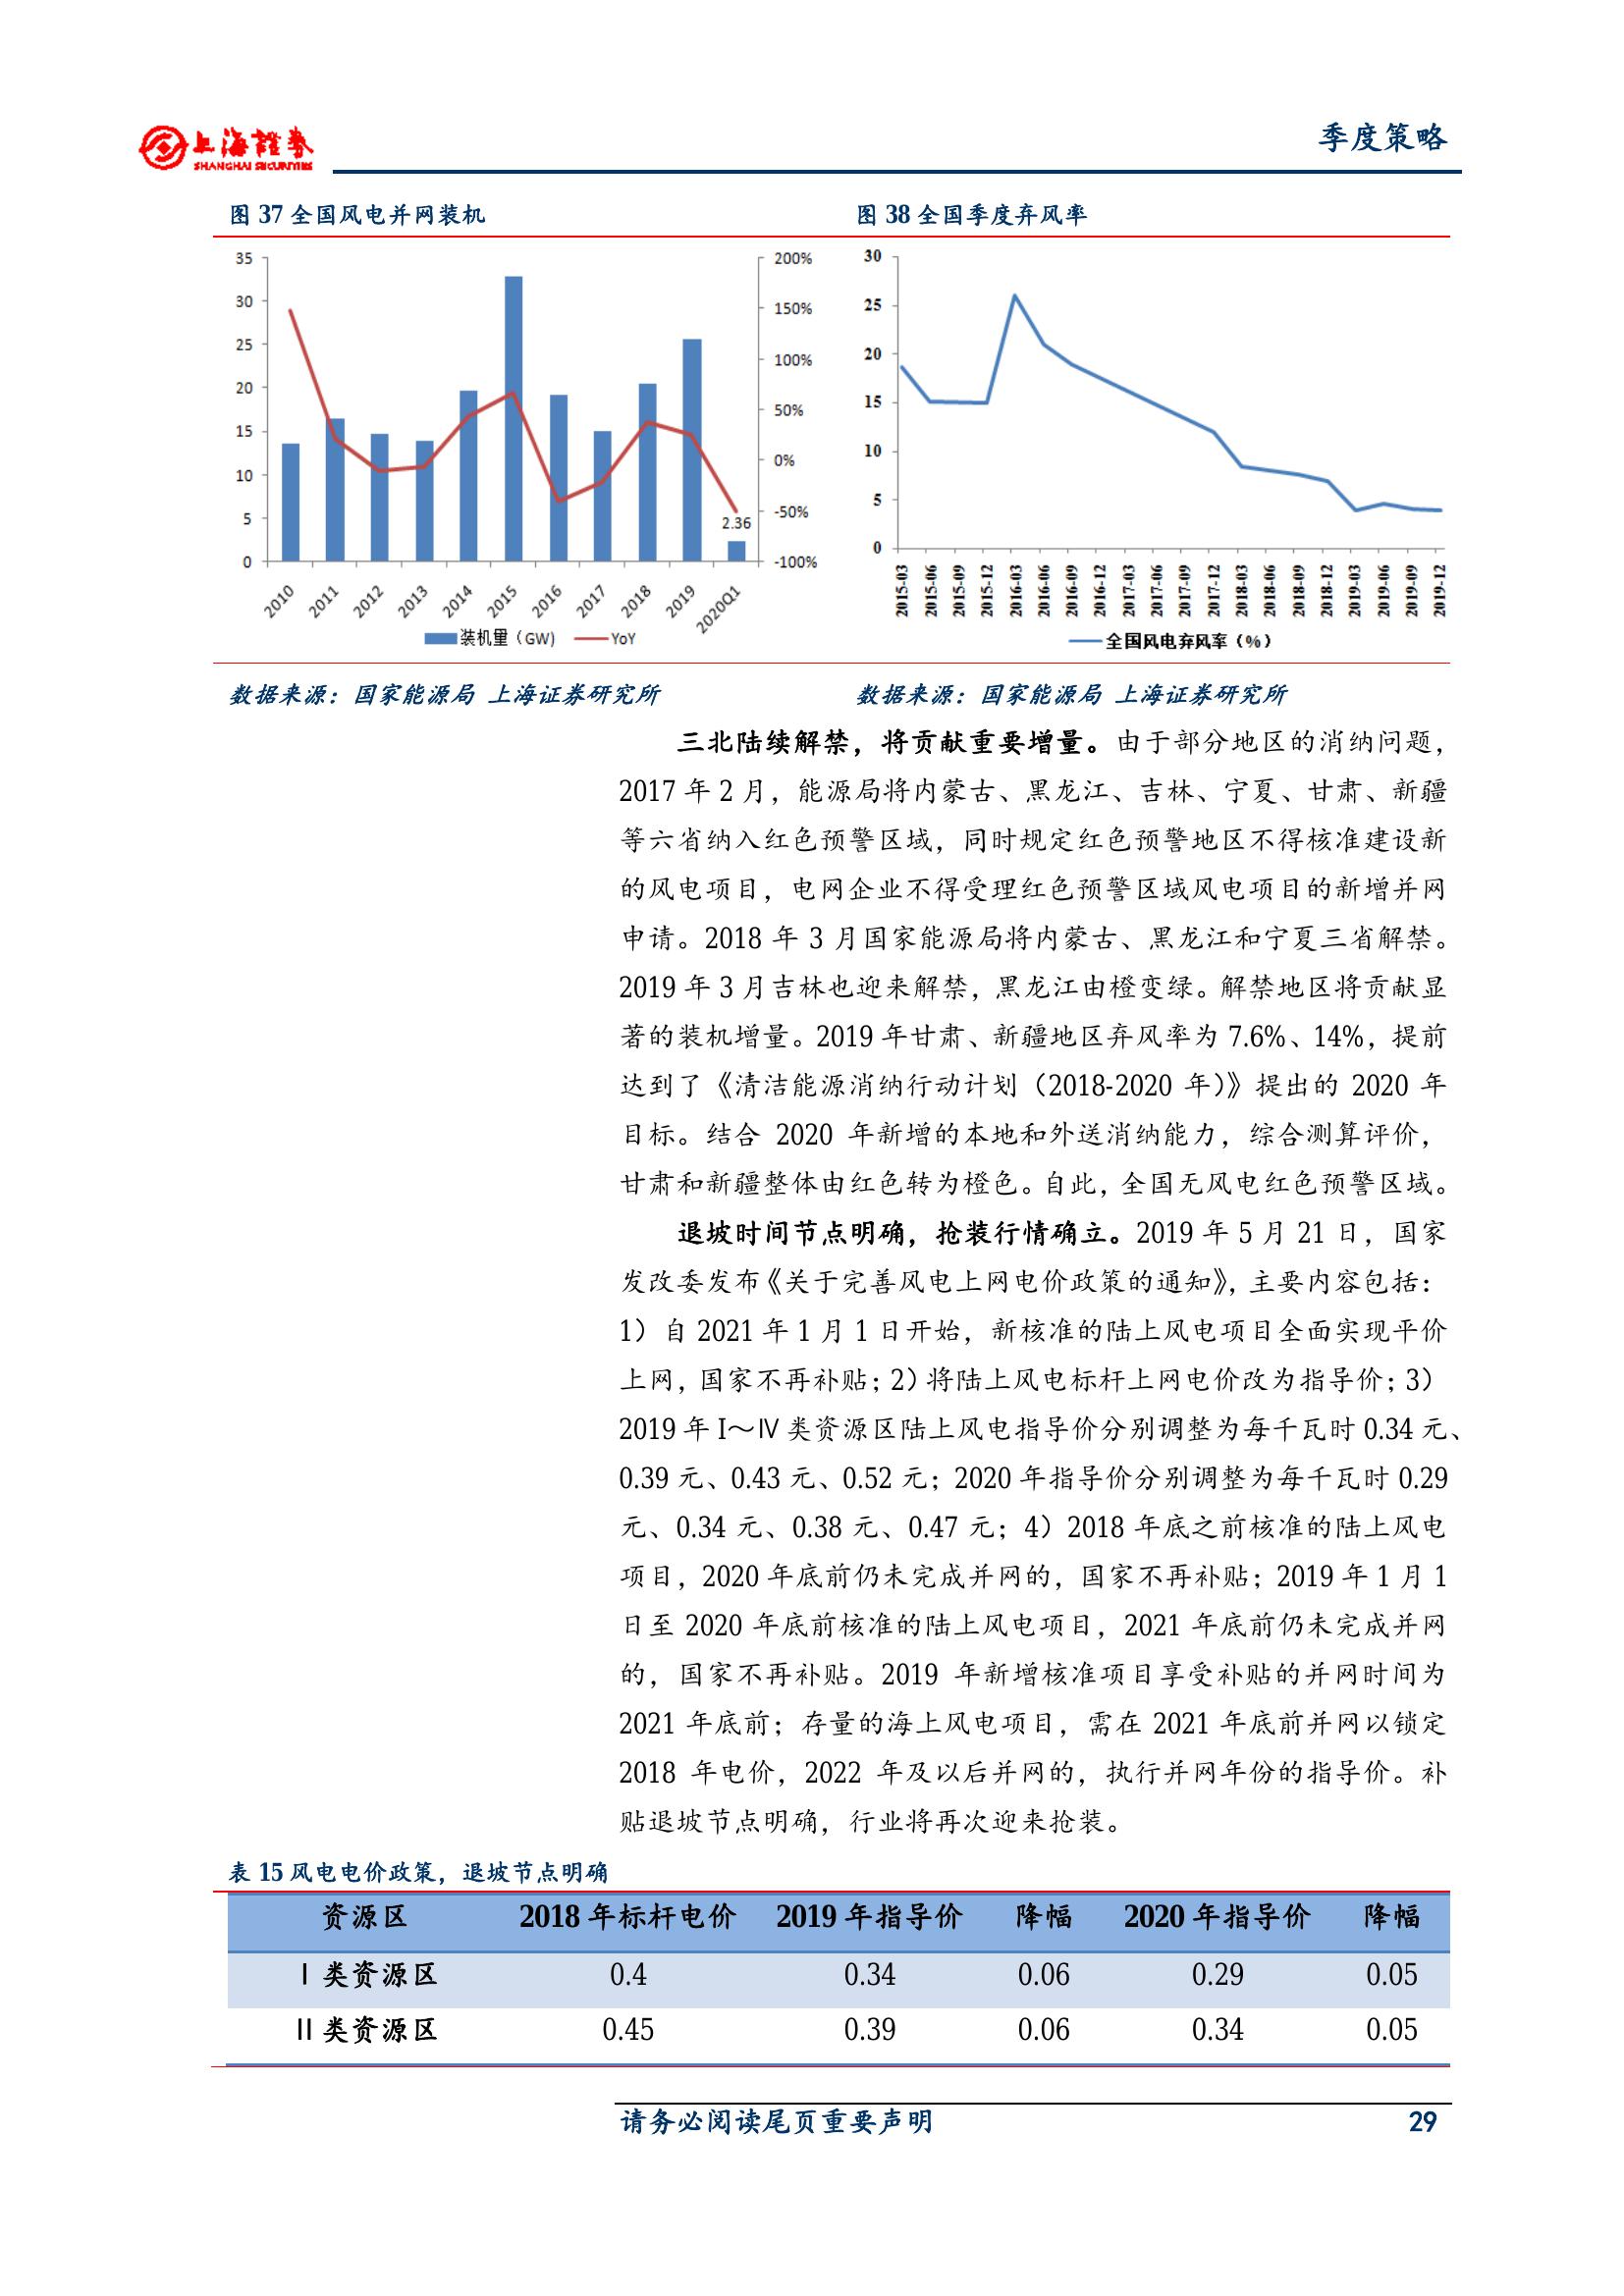 上海證券
SHANGHAI SECURITIES
季度策略
图 37 全国风电并网装机
图 38 全国季度弃风率
35
30
25
20
15
10
5
0
200%
150%
100%
50%
0%
-50%
-100%
2.36
2010
2011
2012
2013
2014
2015
2016
2017
2018
2019
2020Q1
装机量（GW）
YoY
30
25
20
15
10
5
0
2015-03
2015-06
2015-09
2015-12
2016-03
2016-06
2016-09
2016-12
2017-03
2017-06
2017-09
2017-12
2018-03
2018-06
2018-09
2018-12
2019-03
2019-06
2019-09
2019-12
全国风电弃风率（%）
数据来源：国家能源局 上海证券研究所
数据来源：国家能源局 上海证券研究所
三北陆续解禁，将贡献重要增量。由于部分地区的消纳问题，
2017 年 2 月，能源局将内蒙古、黑龙江、吉林、宁夏、甘肃、新疆
等六省纳入红色预警区域，同时规定红色预警地区不得核准建设新
的风电项目，电网企业不得受理红色预警区域风电项目的新增并网
申请。2018 年 3 月国家能源局将内蒙古、黑龙江和宁夏三省解禁。
2019 年 3 月吉林也迎来解禁，黑龙江由橙变绿。解禁地区将贡献显
著的装机增量。2019 年甘肃、新疆地区弃风率为 7.6%、14%，提前
达到了《清洁能源消纳行动计划（2018-2020 年）》提出的 2020 年
目标。结合 2020 年新增的本地和外送消纳能力，综合测算评价，
甘肃和新疆整体由红色转为橙色。自此，全国无风电红色预警区域。
退坡时间节点明确，抢装行情确立。2019 年 5 月 21 日，国家
发改委发布《关于完善风电上网电价政策的通知》，主要内容包括：
1）自 2021 年 1 月 1 日开始，新核准的陆上风电项目全面实现平价
上网，国家不再补贴；2）将陆上风电标杆上网电价改为指导价；3）
2019 年 I～Ⅳ 类资源区陆上风电指导价分别调整为每千瓦时 0.34 元、
0.39 元、0.43 元、0.52 元；2020 年指导价分别调整为每千瓦时 0.29
元、0.34 元、0.38 元、0.47 元；4）2018 年底之前核准的陆上风电
项目，2020 年底前仍未完成并网的，国家不再补贴；2019 年 1 月 1
日至 2020 年底前核准的陆上风电项目，2021 年底前仍未完成并网
的，国家不再补贴。2019 年新增核准项目享受补贴的并网时间为
2021 年底前；存量的海上风电项目，需在 2021 年底前并网以锁定
2018 年电价，2022 年及以后并网的，执行并网年份的指导价。补
贴退坡节点明确，行业将再次迎来抢装。
表 15 风电电价政策，退坡节点明确
资源区 2018 年标杆电价 2019 年指导价 降幅 2020 年指导价 降幅
Ⅰ类资源区 0.4 0.34 0.06 0.29 0.05
Ⅱ类资源区 0.45 0.39 0.06 0.34 0.05
请务必阅读尾页重要声明 29